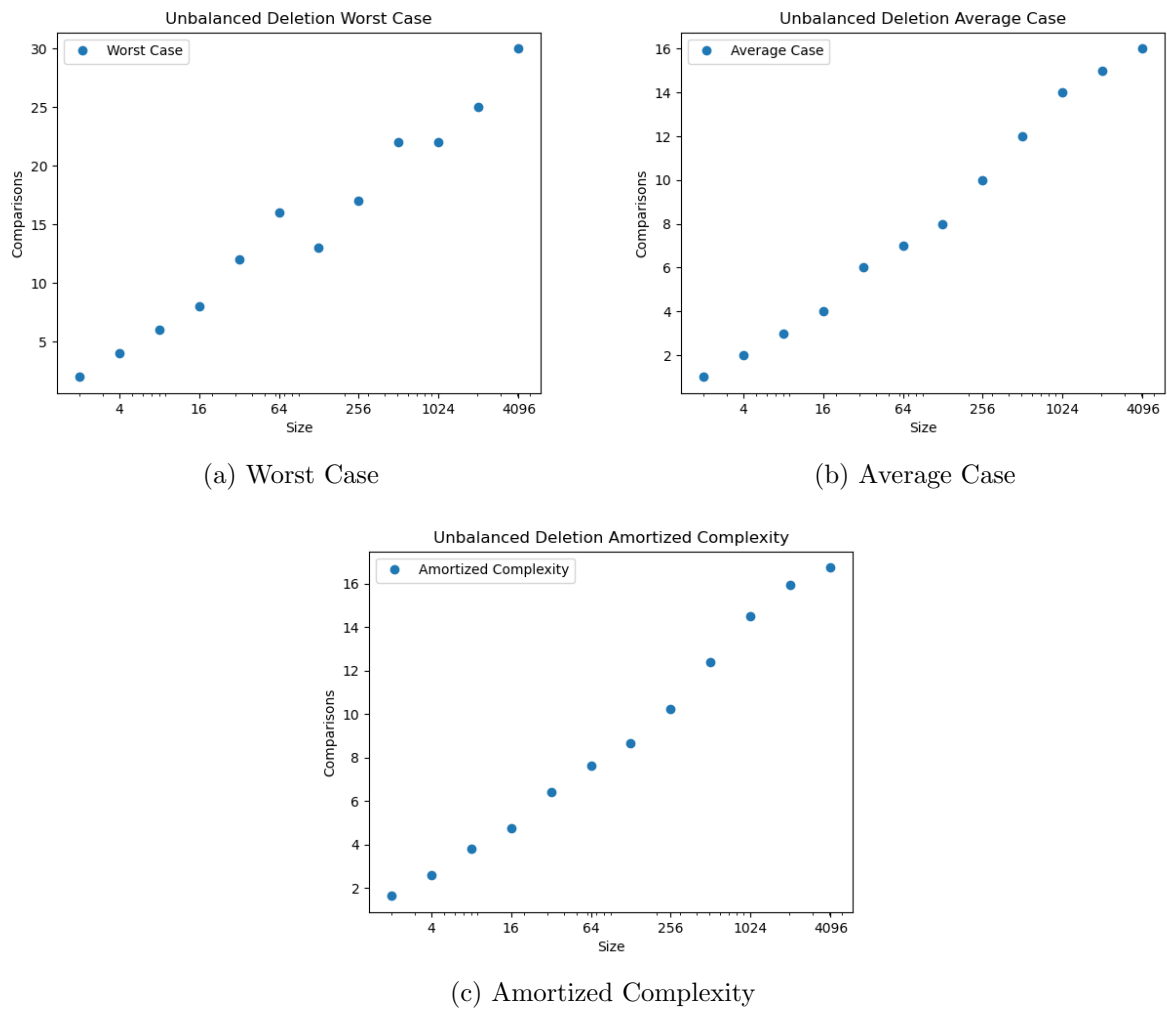 Unbalanced Deletion Worst Case
Worst Case
30
25
20
15
10
5
Comparisons
4 16 64 256 1024 4096
Size
(a) Worst Case
Unbalanced Deletion Average Case
Average Case
16
14
12
10
8
6
4
2
Comparisons
4 16 64 256 1024 4096
Size
(b) Average Case
Unbalanced Deletion Amortized Complexity
Amortized Complexity
16
14
12
10
8
6
4
2
Comparisons
4 16 64 256 1024 4096
Size
(c) Amortized Complexity